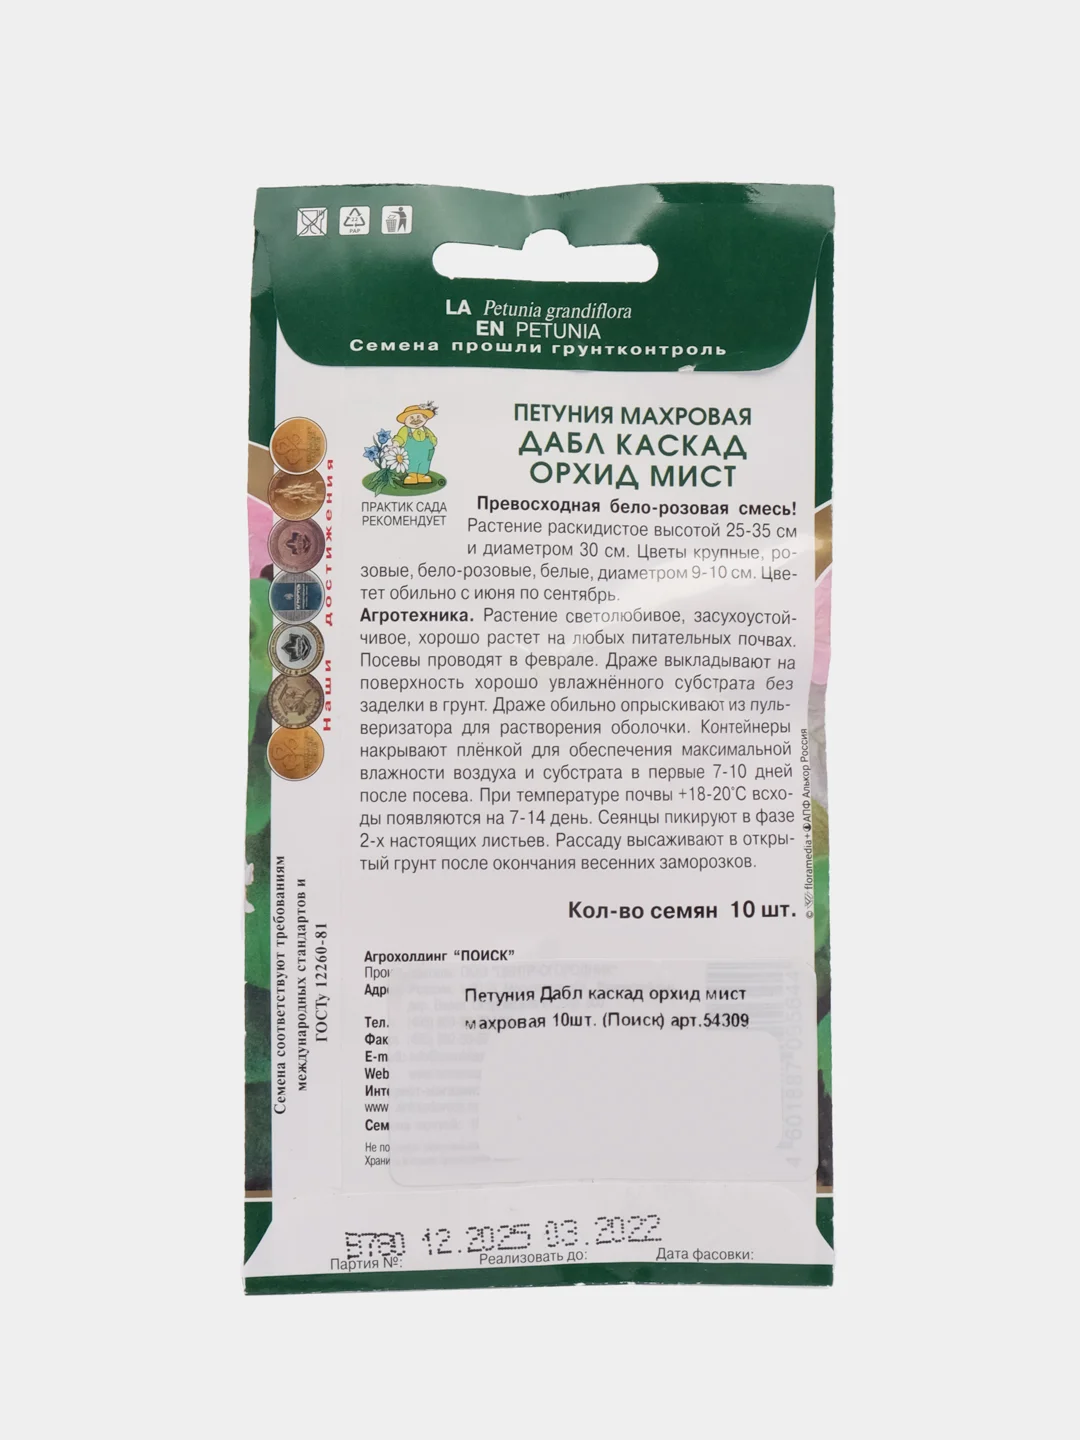 22
PAP
LA Petunia grandiflora
EN PETUNIA
Семена прошли грунтконтроль
ПЕТУНИЯ МАХРОВАЯ
ДАБЛ КАСКАД
ОРХИД МИСТ
ПРАКТИК САДА
РЕКОМЕНДУЕТ
Превосходная бело-розовая смесь!
Растение раскидистое высотой 25-35 см
и диаметром 30 см. Цветы крупные, ро-
зовые, бело-розовые, белые, диаметром 9-10 см. Цве-
тет обильно с июня по сентябрь.
Агротехника. Растение светолюбивое, засухоустой-
чивое, хорошо растет на любых питательных почвах.
Посевы проводят в феврале. Драже выкладывают на
поверхность хорошо увлажнённого субстрата без
заделки в грунт. Драже обильно опрыскивают из пуль-
веризатора для растворения оболочки. Контейнеры
накрывают плёнкой для обеспечения максимальной
влажности воздуха и субстрата в первые 7-10 дней
после посева. При температуре почвы +18-20°С всхо-
ды появляются на 7-14 день. Сеянцы пикируют в фазе
2-х настоящих листьев. Рассаду высаживают в откры-
тый грунт после окончания весенних заморозков.
Кол-во семян 10 шт.
Наши достижения
Семена соответствуют требованиям
международных стандартов и
ГОСТу 12260-81
© floramedia+ АПФ Алькор Россия
Агрохолдинг "ПОИСК"
Тел.
Web
www
Не по
Петуния Дабл каскад орхид мист
махровая 10шт. (Поиск) арт.54309
12.2025 03.2022
Партия №: Реализовать до: Дата фасовки: